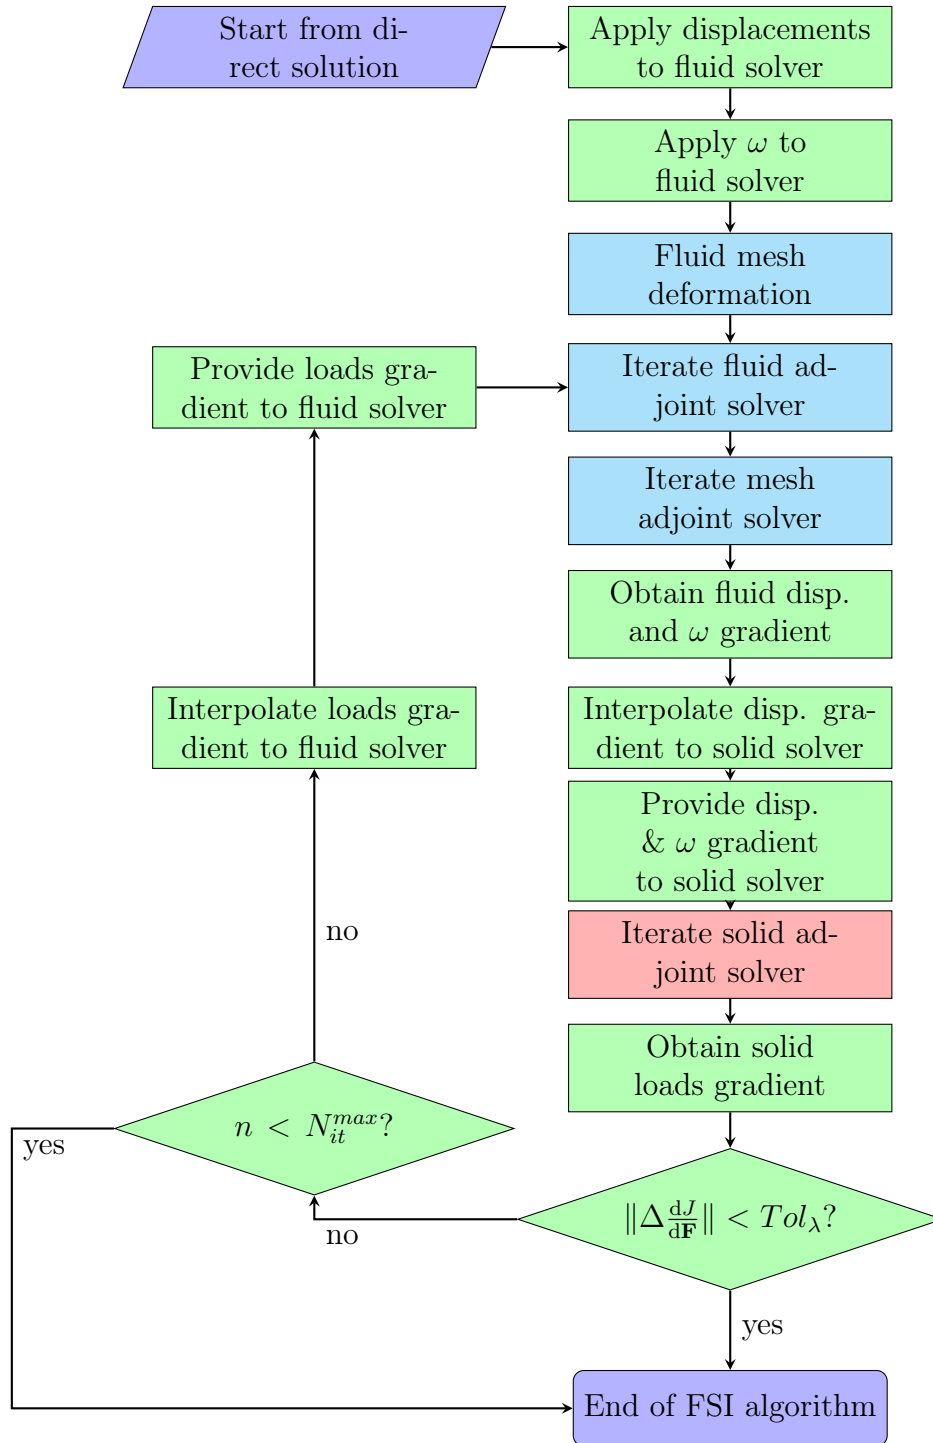 Start from di-
rect solution
Apply displacements
to fluid solver
Apply ω to
fluid solver
Fluid mesh
deformation
Provide loads gra-
dient to fluid solver
Iterate fluid ad-
joint solver
Iterate mesh
adjoint solver
Obtain fluid disp.
and ω gradient
Interpolate loads gra-
dient to fluid solver
Interpolate disp. gra-
dient to solid solver
Provide disp.
& ω gradient
to solid solver
no
Iterate solid ad-
joint solver
Obtain solid
loads gradient
n < N_{it}^{max}?
yes
‖Δ\frac{dJ}{d\mathbf{F}}‖ < Tol_λ?
no
yes
End of FSI algorithm